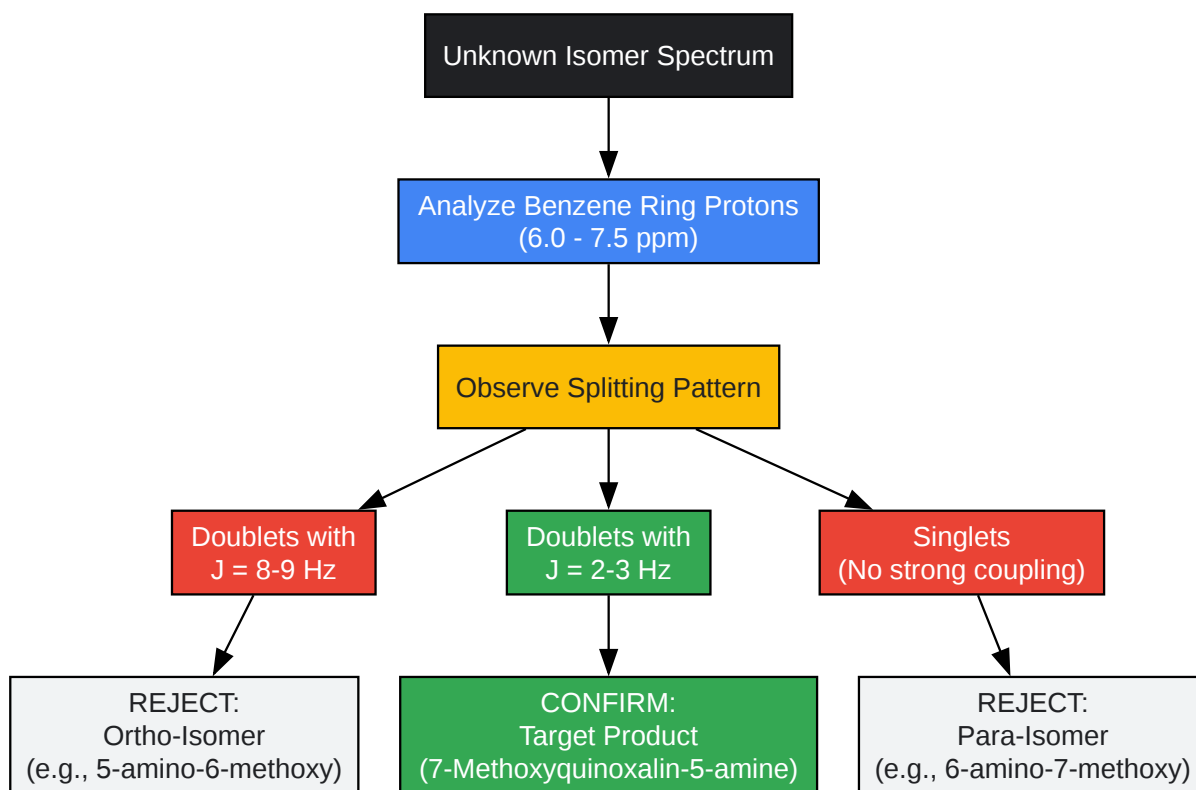 Unknown Isomer Spectrum
Analyze Benzene Ring Protons
(6.0 - 7.5 ppm)
Observe Splitting Pattern
Doublets with
J = 8-9 Hz
Doublets with
J = 2-3 Hz
Singlets
(No strong coupling)
REJECT:
Ortho-Isomer
(e.g., 5-amino-6-methoxy)
CONFIRM:
Target Product
(7-Methoxyquinoxalin-5-amine)
REJECT:
Para-Isomer
(e.g., 6-amino-7-methoxy)